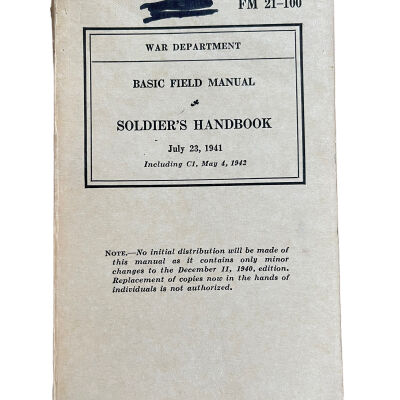 FM 21–100
WAR DEPARTMENT
BASIC FIELD MANUAL
SOLDIER'S HANDBOOK
July 23, 1941
Including C1, May 4, 1942
NOTE.—No initial distribution will be made of
this manual as it contains only minor
changes to the December 11, 1940, edition.
Replacement of copies now in the hands of
individuals is not authorized.